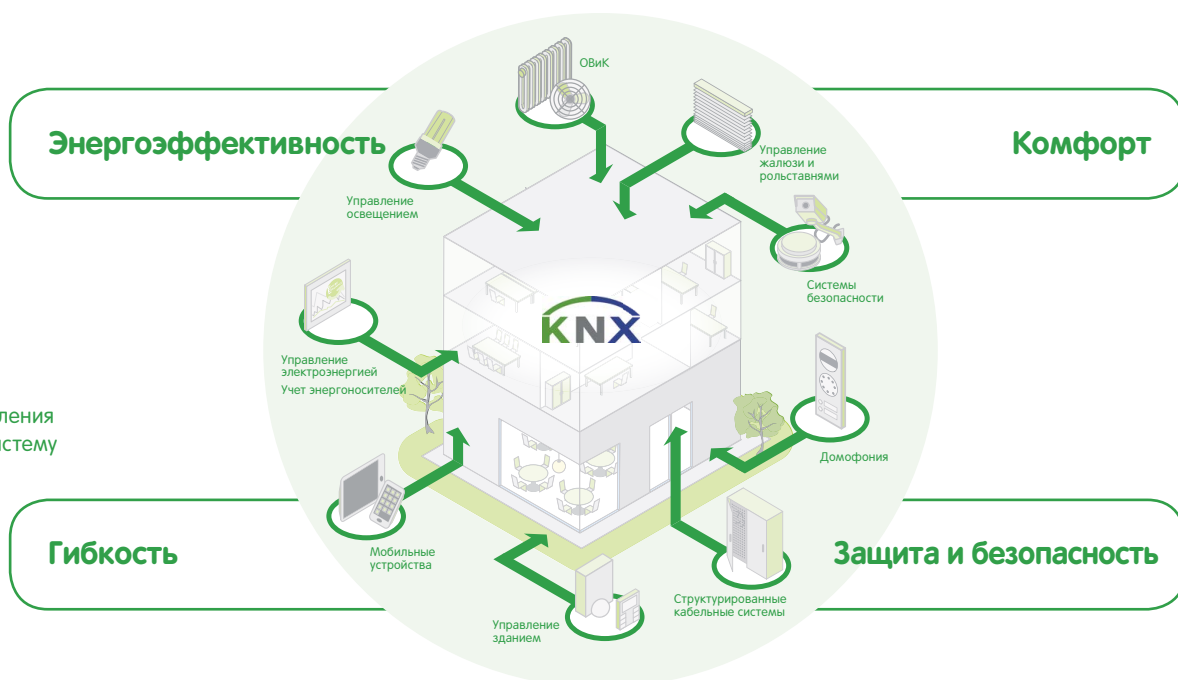 ОВиК
Энергоэффективность
Комфорт
Управление
жалюзи и
рольставнями
Управление
освещением
Системы
безопасности
KNX
Управление
электроэнергией
Учет энергоносителей
стему
Домофония
Гибкость
Мобильные
устройства
Защита и безопасность
Структурированные
кабельные системы
Управление
зданием